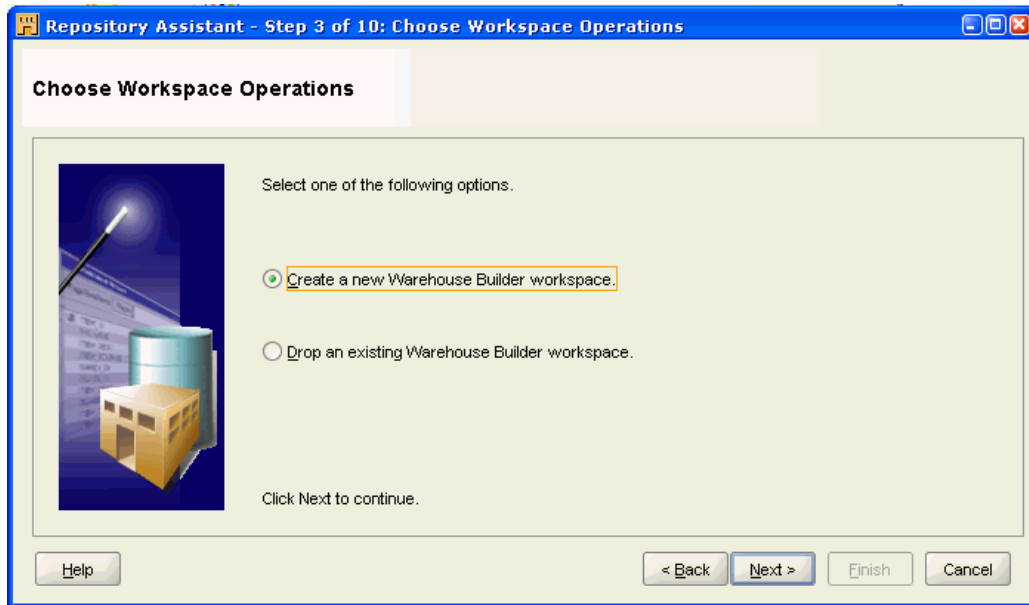 Repository Assistant - Step 3 of 10: Choose Workspace Operations
Choose Workspace Operations
Select one of the following options.
Create a new Warehouse Builder workspace.
Drop an existing Warehouse Builder workspace.
Click Next to continue.
Help
< Back
Next >
Finish
Cancel